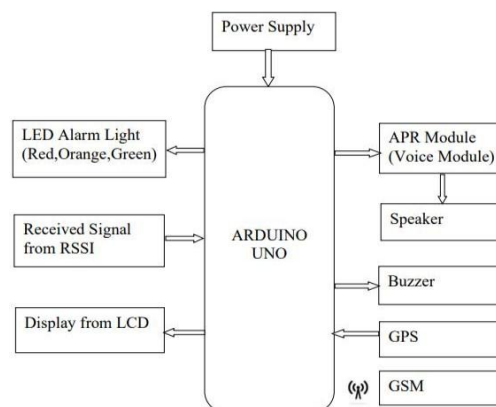 Power Supply
LED Alarm Light
(Red,Orange,Green)
Received Signal
from RSSI
Display from LCD
ARDUINO
UNO
APR Module
(Voice Module)
Speaker
Buzzer
GPS
GSM